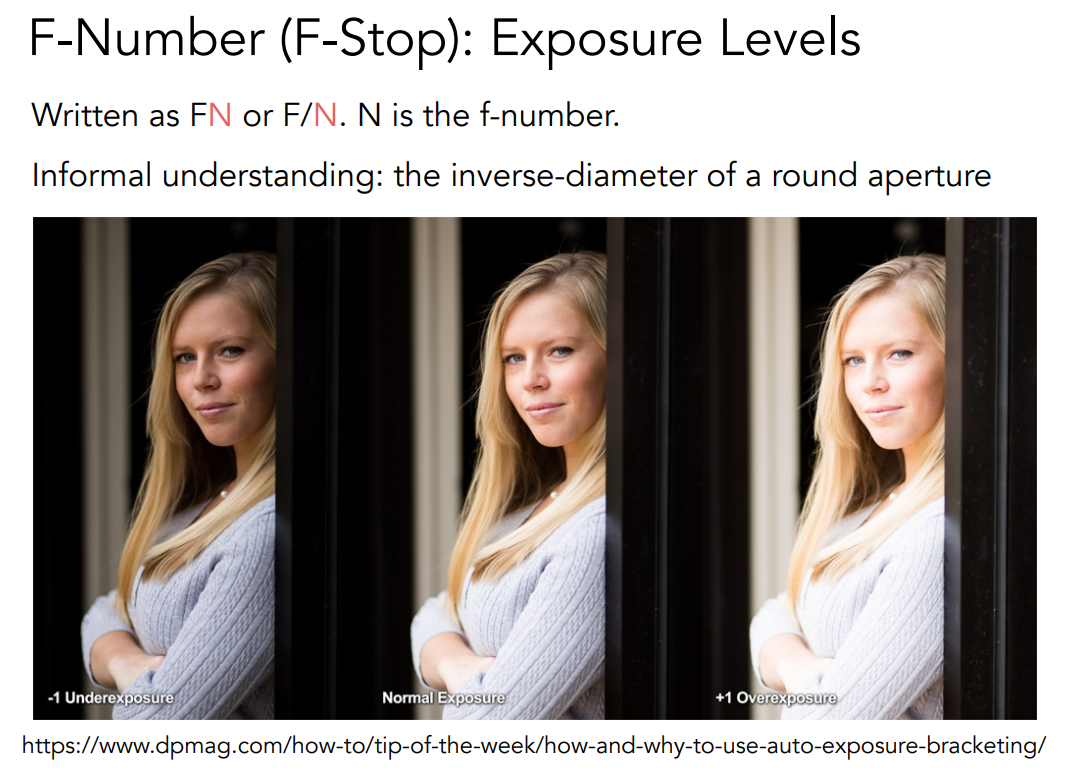 F-Number (F-Stop): Exposure Levels
Written as FN or F/N. N is the f-number.
Informal understanding: the inverse-diameter of a round aperture
-1 Underexposure
Normal Exposure
+1 Overexposure
https://www.dpmag.com/how-to/tip-of-the-week/how-and-why-to-use-auto-exposure-bracketing/